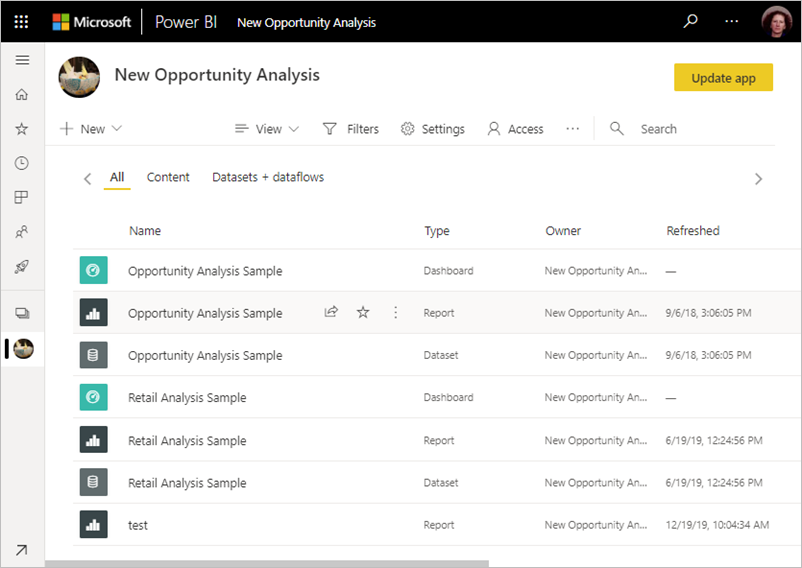 Microsoft Power BI New Opportunity Analysis
New Opportunity Analysis
Update app
New View Filters Settings Access Search
All Content Datasets + dataflows
Name Type Owner Refreshed
Opportunity Analysis Sample Dashboard New Opportunity An... —
Opportunity Analysis Sample Report New Opportunity An... 9/6/18, 3:06:05 PM
Opportunity Analysis Sample Dataset New Opportunity An... 9/6/18, 3:06:05 PM
Retail Analysis Sample Dashboard New Opportunity An... —
Retail Analysis Sample Report New Opportunity An... 6/19/19, 12:24:56 PM
Retail Analysis Sample Dataset New Opportunity An... 6/19/19, 12:24:56 PM
test Report New Opportunity An... 12/19/19, 10:04:34 AM